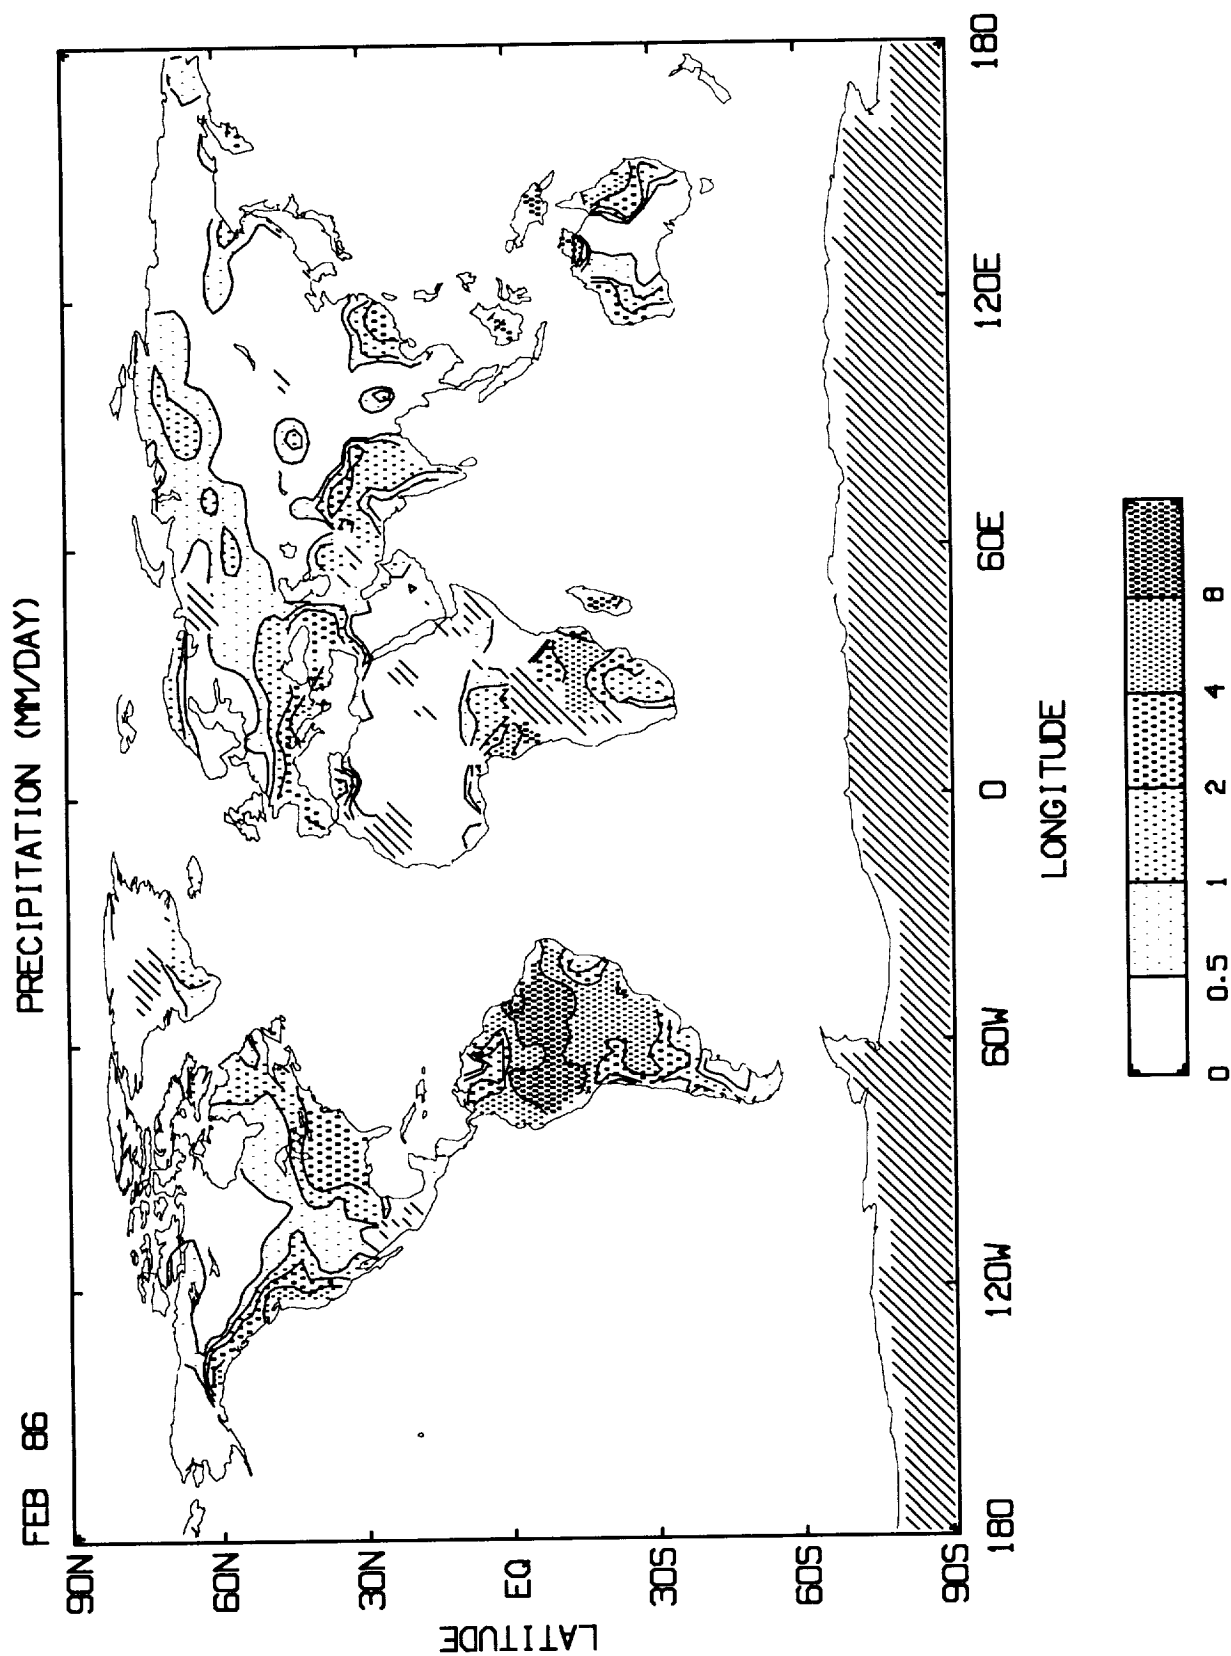 FEB 86 PRECIPITATION (MM/DAY)
90N
60N
30N
EQ
30S
60S
90S
LATITUDE
180 120W 60W 0 60E 120E 180
LONGITUDE
0 0.5 1 2 4 8